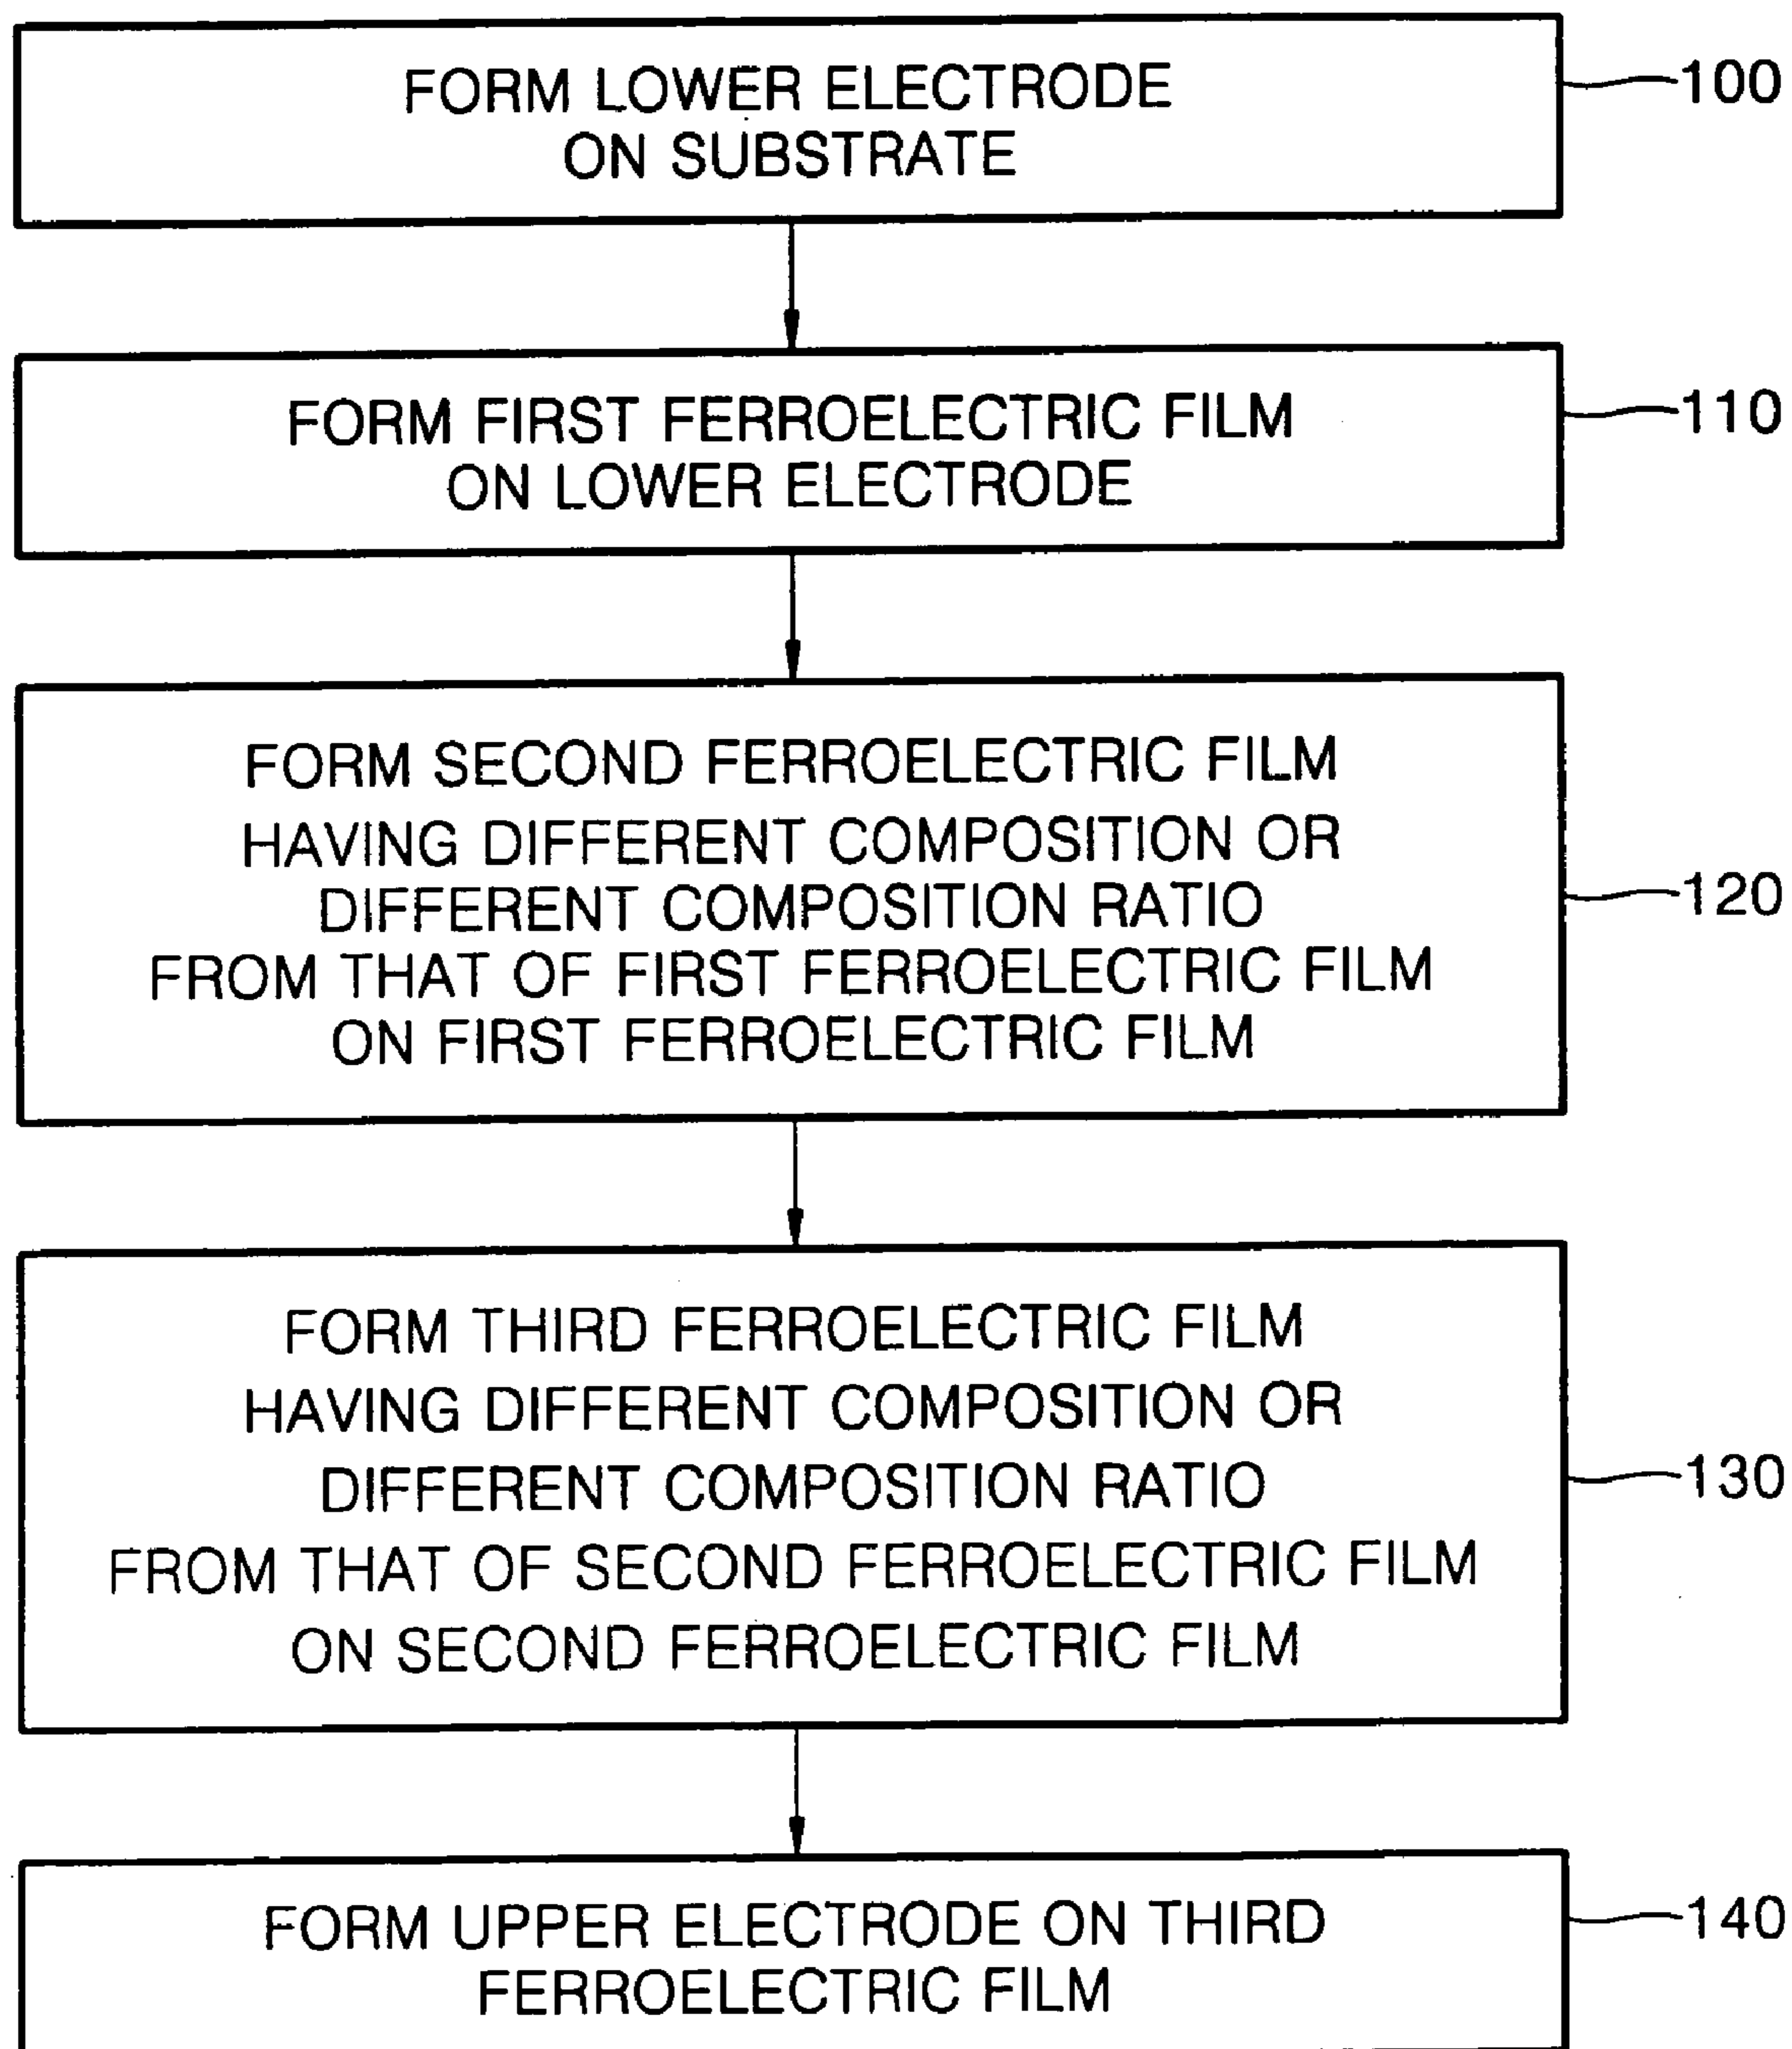 FORM LOWER ELECTRODE
ON SUBSTRATE
100
FORM FIRST FERROELECTRIC FILM
ON LOWER ELECTRODE
110
FORM SECOND FERROELECTRIC FILM
HAVING DIFFERENT COMPOSITION OR
DIFFERENT COMPOSITION RATIO
FROM THAT OF FIRST FERROELECTRIC FILM
ON FIRST FERROELECTRIC FILM
120
FORM THIRD FERROELECTRIC FILM
HAVING DIFFERENT COMPOSITION OR
DIFFERENT COMPOSITION RATIO
FROM THAT OF SECOND FERROELECTRIC FILM
ON SECOND FERROELECTRIC FILM
130
FORM UPPER ELECTRODE ON THIRD
FERROELECTRIC FILM
140